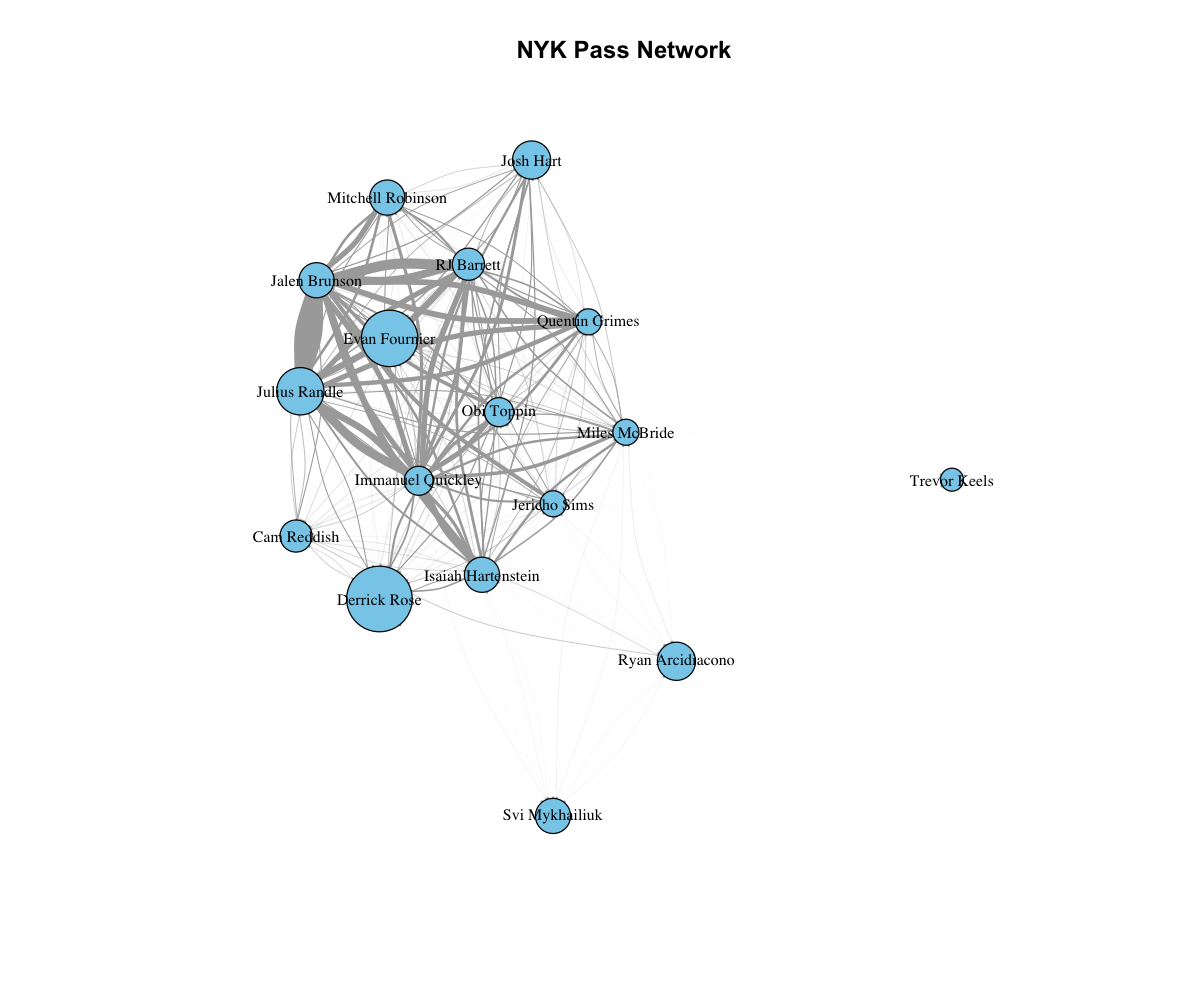 NYK Pass Network
Josh Hart
Mitchell Robinson
RJ Barrett
Jalen Brunson
Quentin Grimes
Evan Fournier
Julius Randle
Obi Toppin
Miles McBride
Immanuel Quickley
Trevor Keels
Jericho Sims
Cam Reddish
Isaiah Hartenstein
Derrick Rose
Ryan Arcidiacono
Svi Mykhailiuk